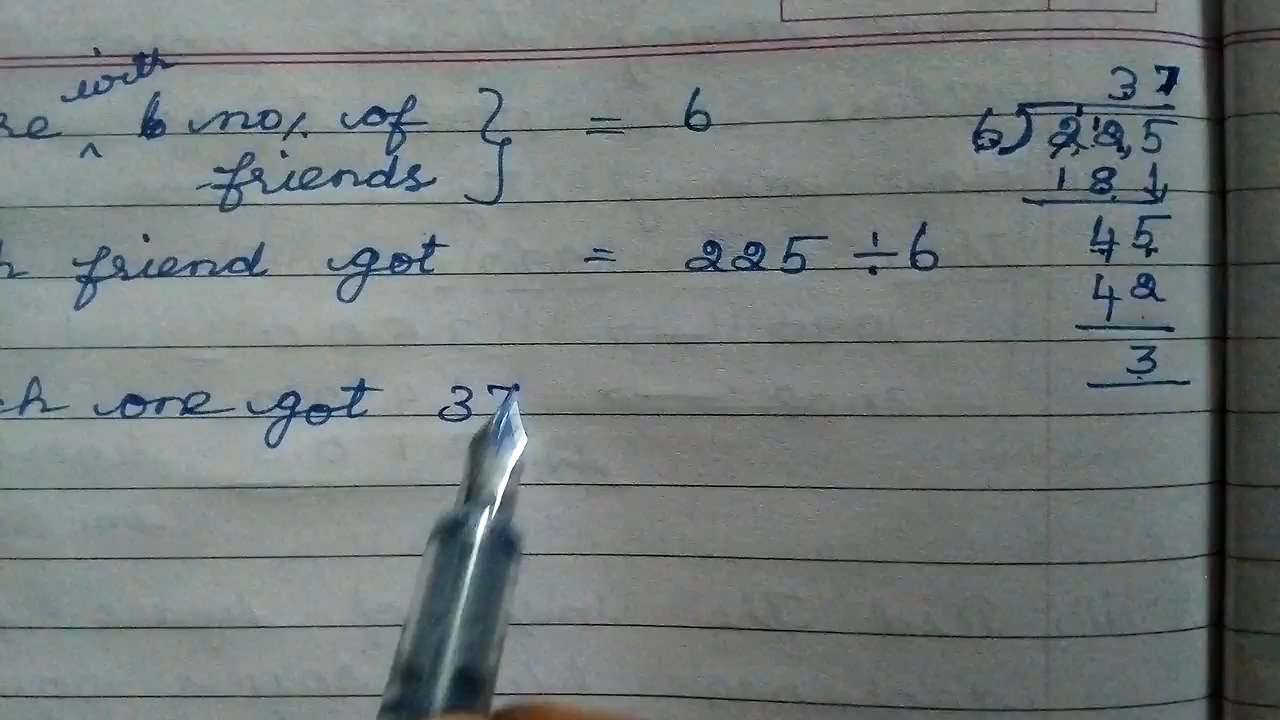 with
6 no/. of } = 6
friends
friend got = 225 ÷ 6
one got 37
37
6)225
18↓
45
42
3